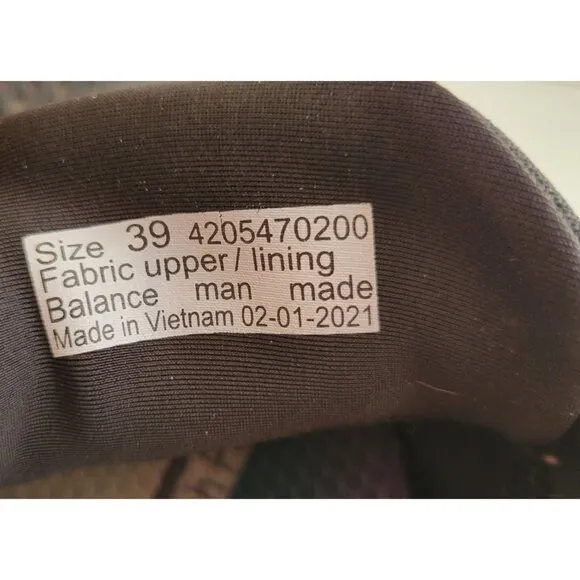 Size 39 4205470200
Fabric upper/ lining
Balance man made
Made in Vietnam 02-01-2021